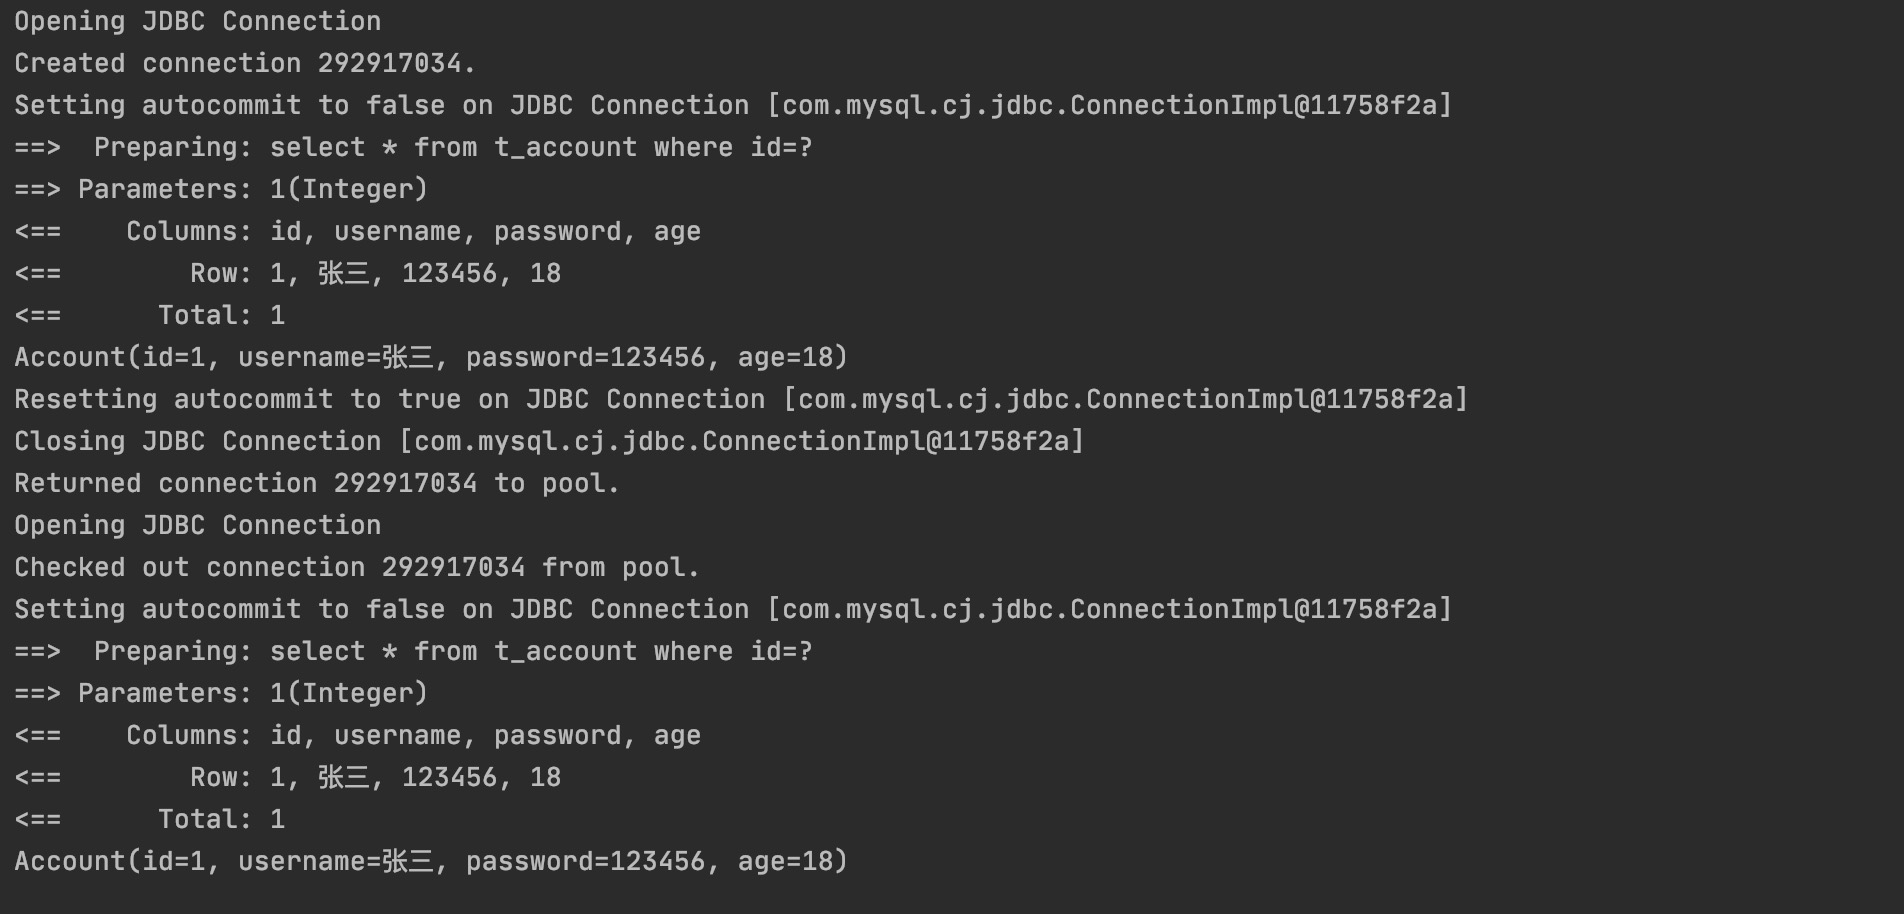 Opening JDBC Connection
Created connection 292917034.
Setting autocommit to false on JDBC Connection [com.mysql.cj.jdbc.ConnectionImpl@11758f2a]
==>  Preparing: select * from t_account where id=?
==> Parameters: 1(Integer)
<==    Columns: id, username, password, age
<==        Row: 1, 张三, 123456, 18
<==      Total: 1
Account(id=1, username=张三, password=123456, age=18)
Resetting autocommit to true on JDBC Connection [com.mysql.cj.jdbc.ConnectionImpl@11758f2a]
Closing JDBC Connection [com.mysql.cj.jdbc.ConnectionImpl@11758f2a]
Returned connection 292917034 to pool.
Opening JDBC Connection
Checked out connection 292917034 from pool.
Setting autocommit to false on JDBC Connection [com.mysql.cj.jdbc.ConnectionImpl@11758f2a]
==>  Preparing: select * from t_account where id=?
==> Parameters: 1(Integer)
<==    Columns: id, username, password, age
<==        Row: 1, 张三, 123456, 18
<==      Total: 1
Account(id=1, username=张三, password=123456, age=18)